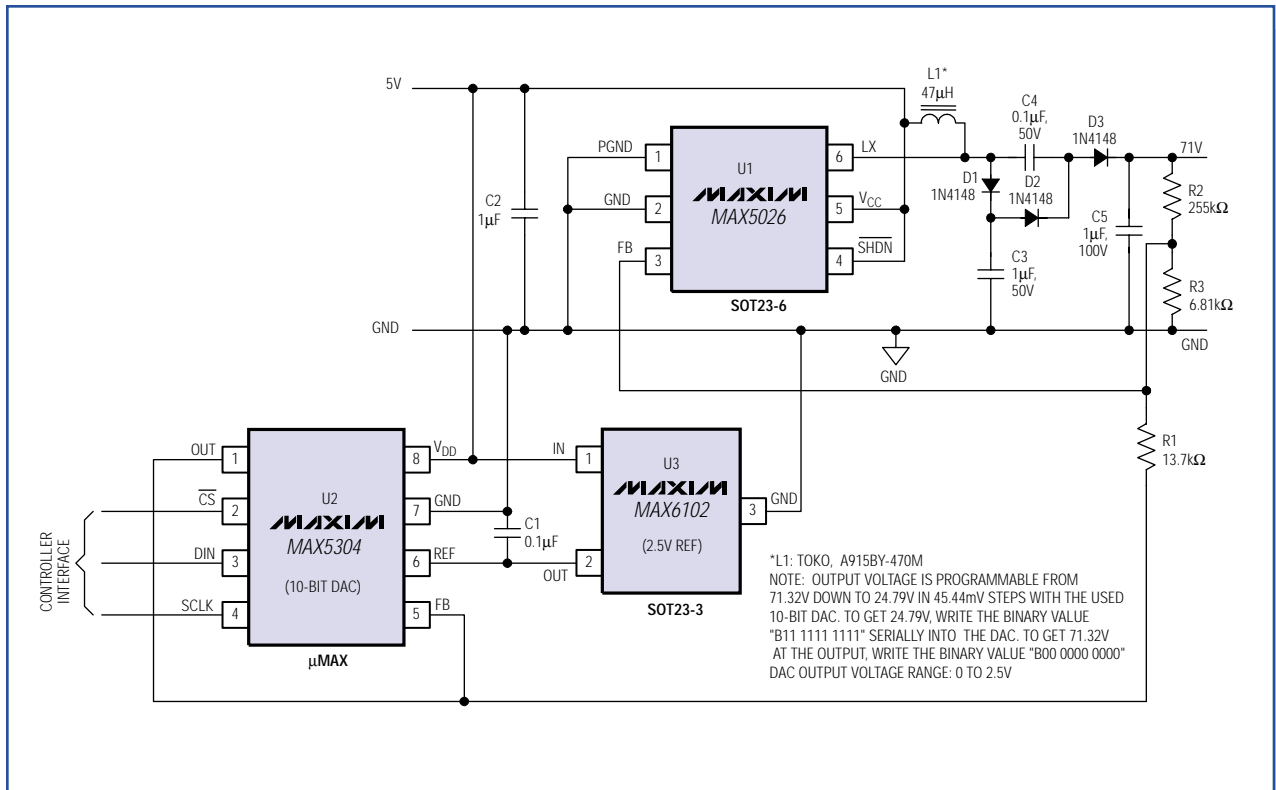 5V
L1*
47µH
C4
0.1µF,
50V
D3
1N4148
71V
PGND
1
U1
MAXIM
MAX5026
6
LX
GND
2
5
VCC
FB
3
4
SHDN
SOT23-6
C2
1µF
D1
1N4148
D2
1N4148
C3
1µF,
50V
C5
1µF,
100V
R2
255kΩ
R3
6.81kΩ
GND
GND
GND
OUT
1
U2
MAXIM
MAX5304
(10-BIT DAC)
8
VDD
CS
2
7
GND
DIN
3
6
REF
SCLK
4
5
FB
µMAX
CONTROLLER
INTERFACE
C1
0.1µF
IN
1
U3
MAXIM
MAX6102
(2.5V REF)
3
GND
2
OUT
SOT23-3
R1
13.7kΩ
*L1: TOKO, A915BY-470M
NOTE: OUTPUT VOLTAGE IS PROGRAMMABLE FROM
71.32V DOWN TO 24.79V IN 45.44mV STEPS WITH THE USED
10-BIT DAC. TO GET 24.79V, WRITE THE BINARY VALUE
"B11 1111 1111" SERIALLY INTO THE DAC. TO GET 71.32V
AT THE OUTPUT, WRITE THE BINARY VALUE "B00 0000 0000"
DAC OUTPUT VOLTAGE RANGE: 0 TO 2.5V